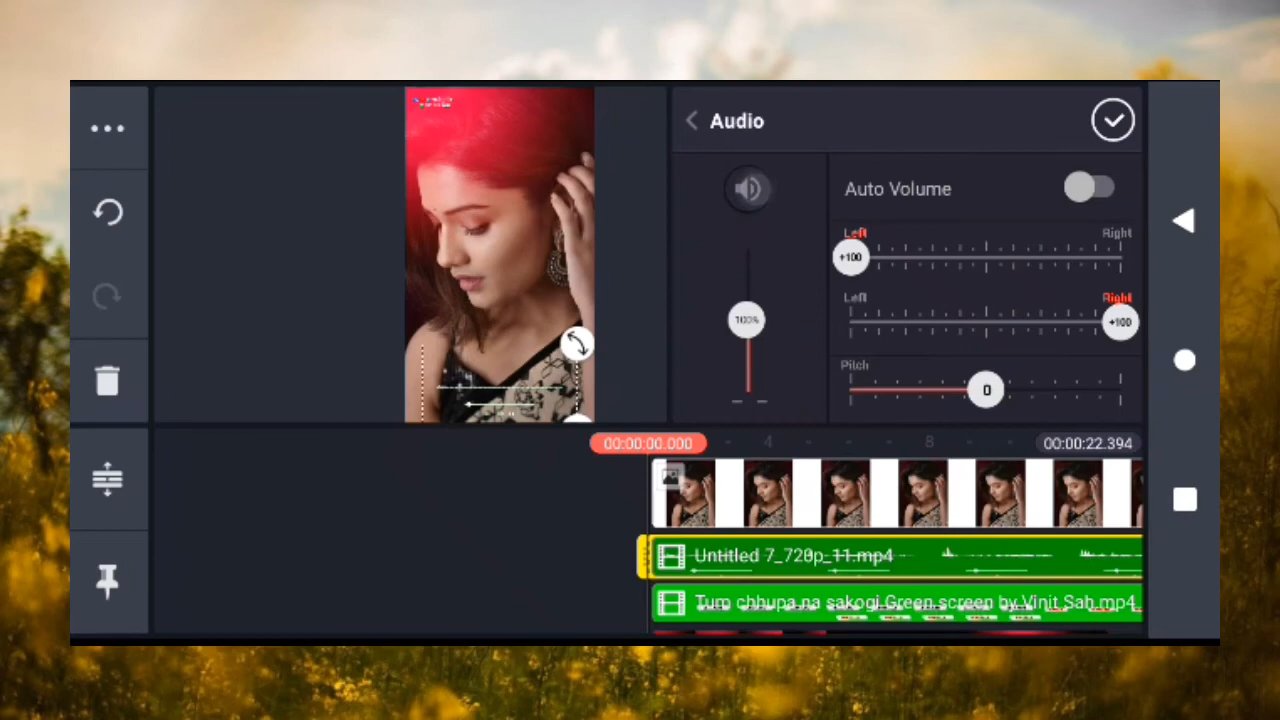 Audio
Auto Volume
Left Right
+100
Left Right
+100
100%
Pitch
0
00:00:00.000 4 8 00:00:22.394
Untitled 7_720p_11.mp4
Tum chhupa na sakogi Green screen by Vinit Sah.mp4